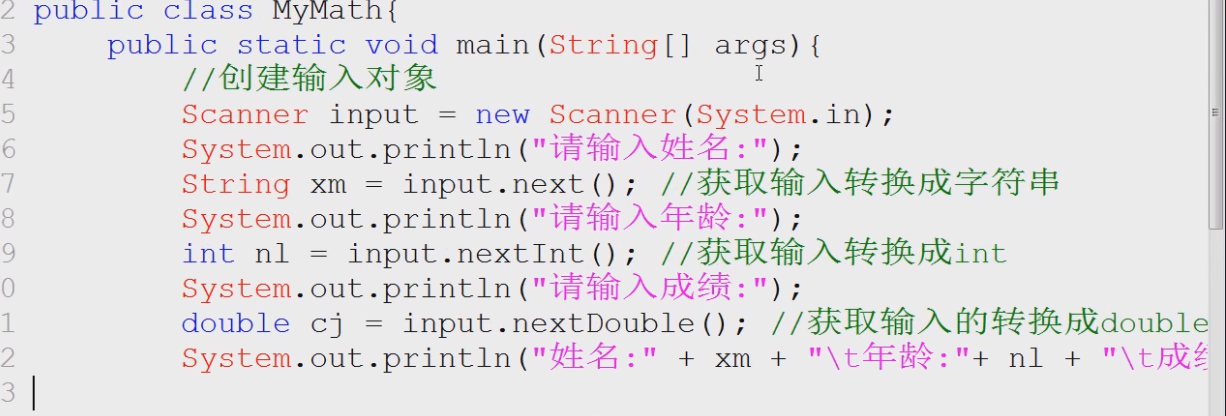 2 public class MyMath{
3 public static void main(String[] args){
4 //创建输入对象
5 Scanner input = new Scanner(System.in);
6 System.out.println("请输入姓名:");
7 String xm = input.next(); //获取输入转换成字符串
8 System.out.println("请输入年龄:");
9 int nl = input.nextInt(); //获取输入转换成int
0 System.out.println("请输入成绩:");
1 double cj = input.nextDouble(); //获取输入的转换成double
2 System.out.println("姓名:" + xm + "\t年龄:"+ nl + "\t成
3